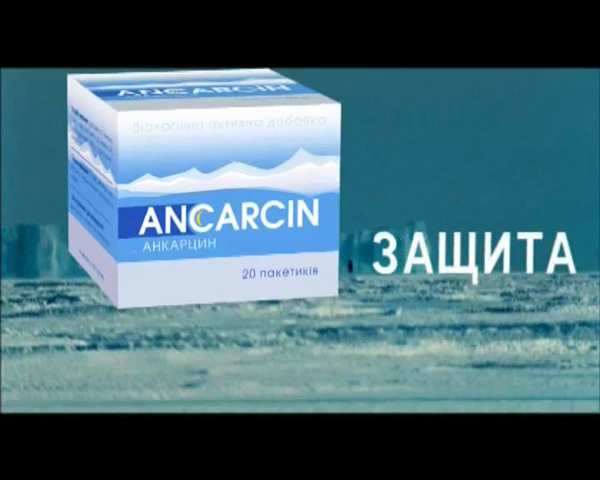 ANCARCIN
біологічно активна добавка
ANCARCIN
АНКАРЦИН
20 пакетиків
ЗАЩИТА